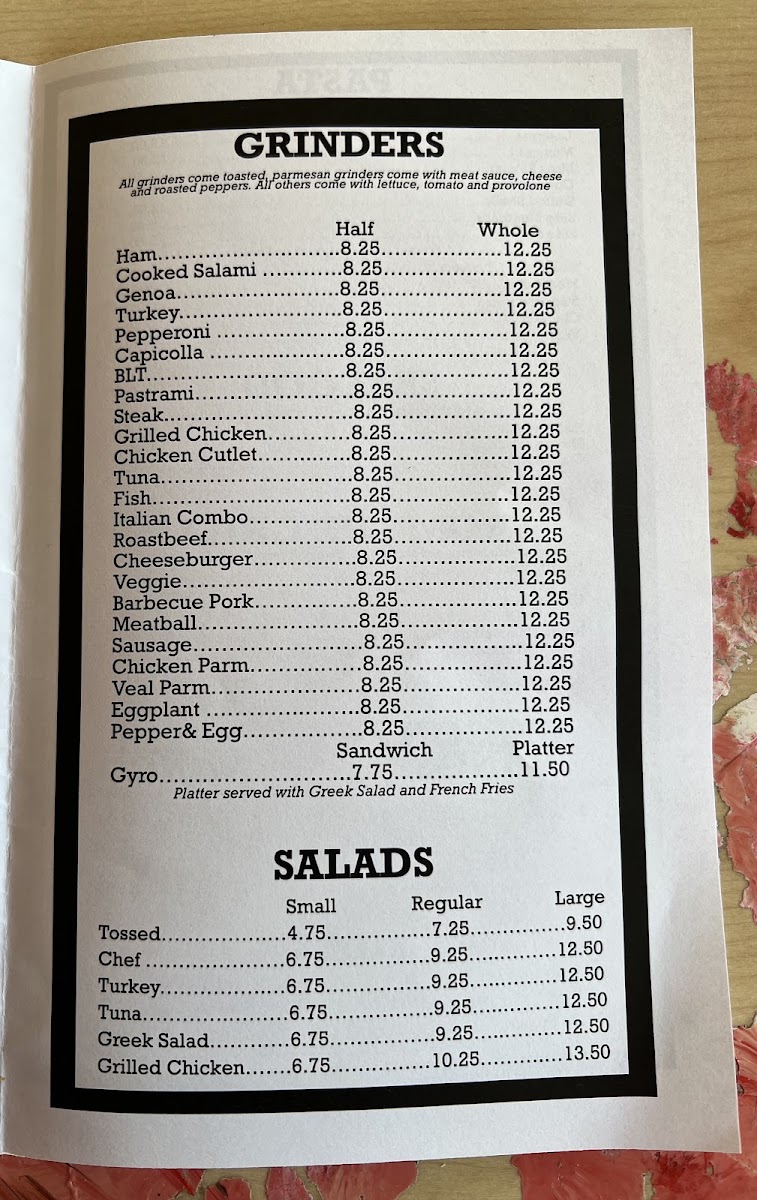 GRINDERS
All grinders come toasted, parmesan grinders come with meat sauce, cheese
and roasted peppers. All others come with lettuce, tomato and provolone
Half Whole
Ham..............................8.25....................12.25
Cooked Salami .............8.25....................12.25
Genoa...........................8.25....................12.25
Turkey...........................8.25....................12.25
Pepperoni .....................8.25....................12.25
Capicolla .......................8.25....................12.25
BLT.................................8.25....................12.25
Pastrami..........................8.25....................12.25
Steak...............................8.25....................12.25
Grilled Chicken.............8.25....................12.25
Chicken Cutlet...............8.25....................12.25
Tuna................................8.25....................12.25
Fish.................................8.25....................12.25
Italian Combo.................8.25....................12.25
Roastbeef........................8.25....................12.25
Cheeseburger.................8.25....................12.25
Veggie.............................8.25....................12.25
Barbecue Pork.................8.25....................12.25
Meatball...........................8.25....................12.25
Sausage............................8.25....................12.25
Chicken Parm...................8.25....................12.25
Veal Parm.........................8.25....................12.25
Eggplant ..........................8.25....................12.25
Pepper& Egg....................8.25....................12.25
Sandwich Platter
Gyro................................7.75.....................11.50
Platter served with Greek Salad and French Fries
SALADS
Small Regular Large
Tossed....................4.75.................7.25................9.50
Chef ......................6.75.................9.25...............12.50
Turkey....................6.75.................9.25...............12.50
Tuna.......................6.75.................9.25...............12.50
Greek Salad.............6.75.................9.25...............12.50
Grilled Chicken.......6.75................10.25..............13.50